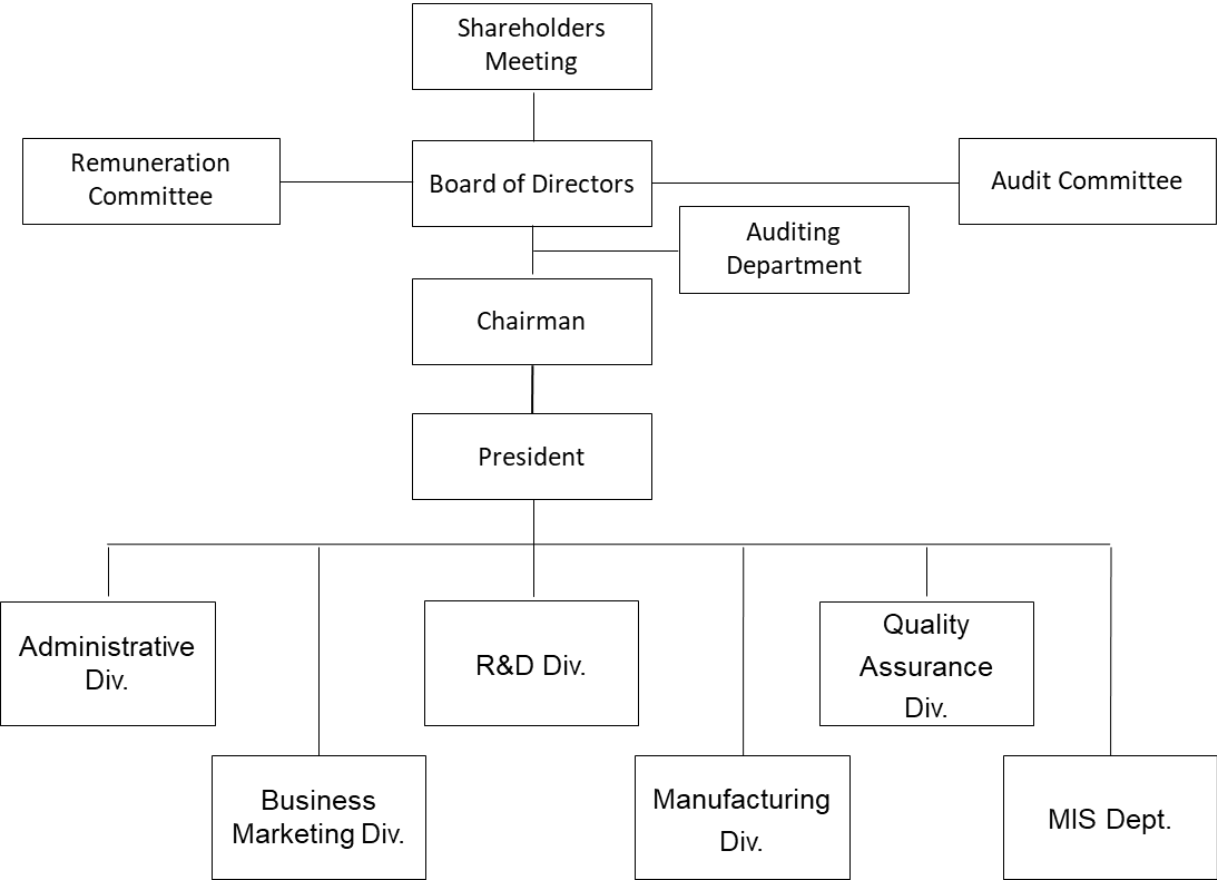 Shareholders
Meeting
Remuneration
Committee
Board of Directors
Audit Committee
Auditing
Department
Chairman
President
Administrative
Div.
R&D Div.
Quality
Assurance
Div.
Business
Marketing Div.
Manufacturing
Div.
MIS Dept.